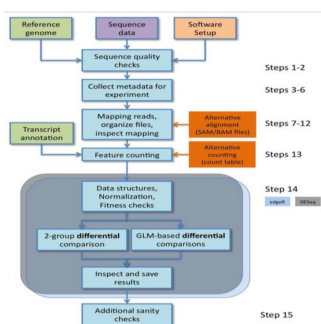 Reference
genome
Sequence
data
Software
Setup
Sequence quality
checks
Steps 1-2
Collect metadata for
experiment
Steps 3-6
Mapping reads,
organize files,
inspect mapping
Alternative
alignment
(SAM/BAM files)
Steps 7-12
Transcript
annotation
Feature counting
Alternative
counting
(count table)
Steps 13
Data structures,
Normalization,
Fitness checks
Step 14
edgeR
DESeq
2-group differential
comparison
GLM-based differential
comparisons
Inspect and save
results
Additional sanity
checks
Step 15